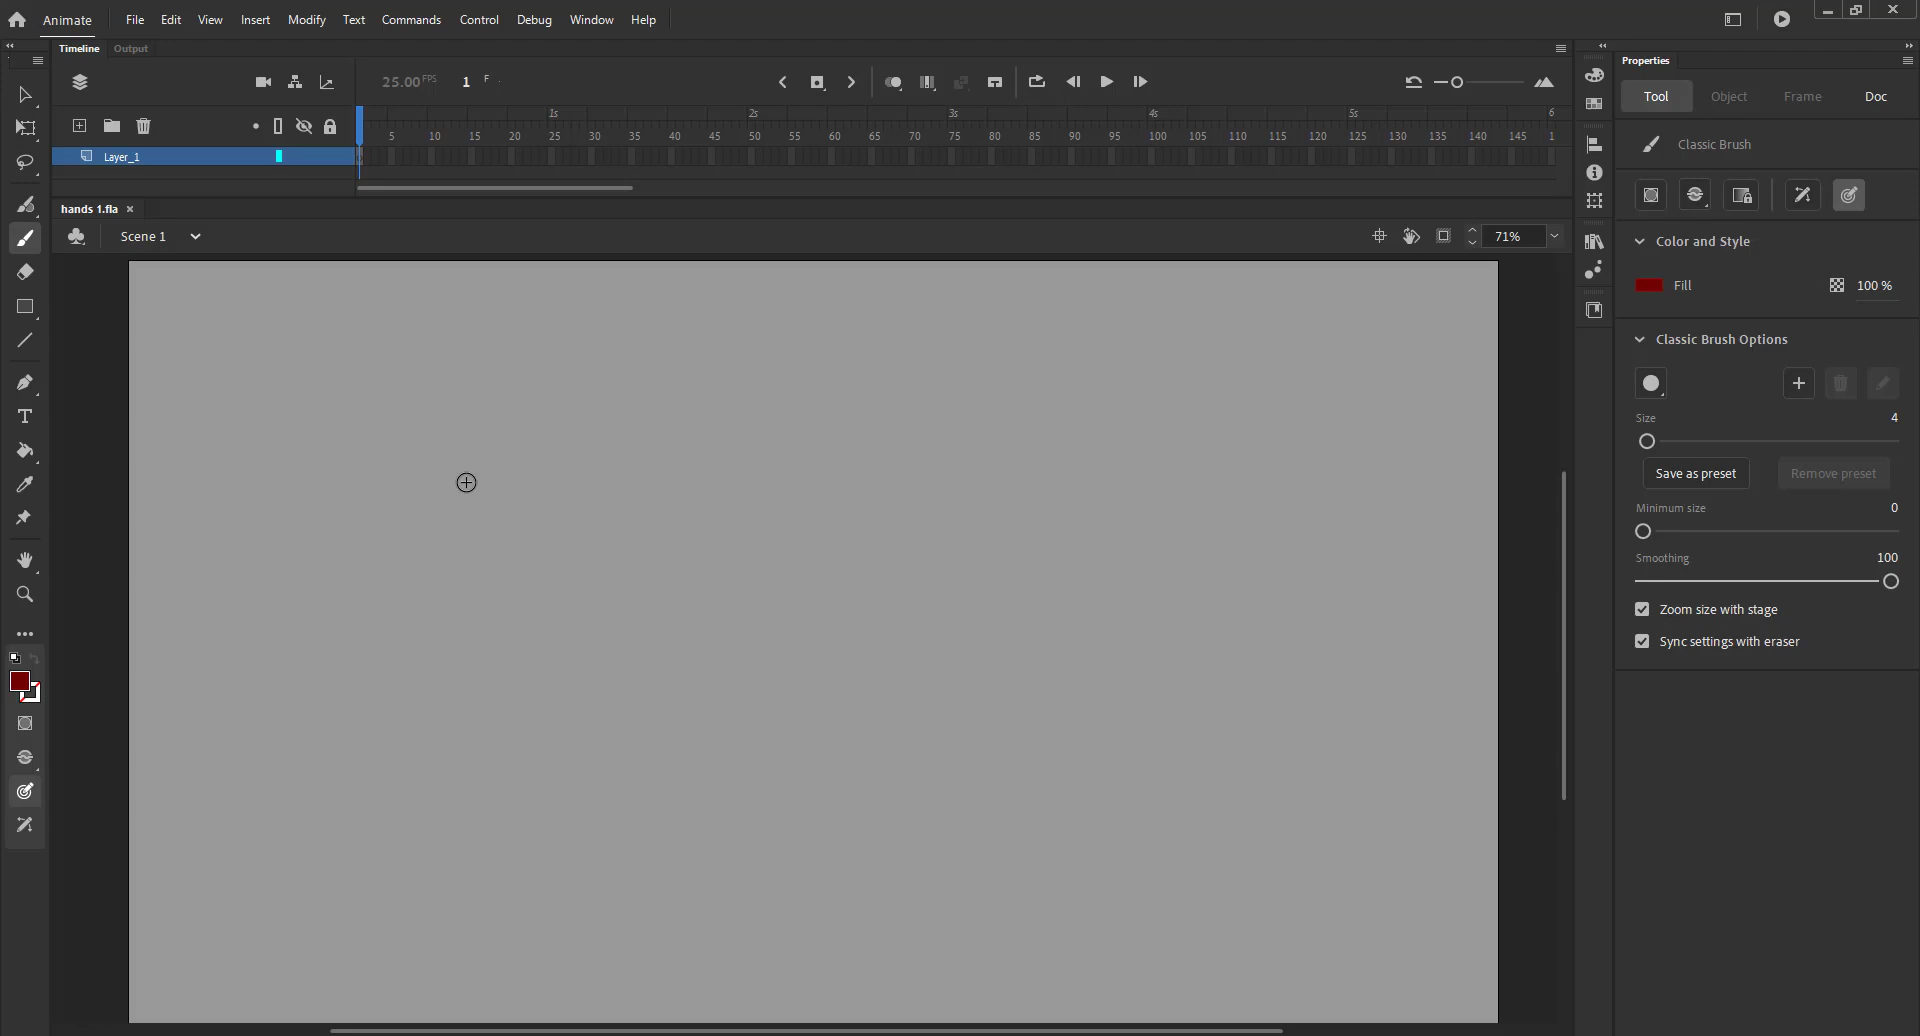 Animate File Edit View Insert Modify Text Commands Control Debug Window Help
Timeline Output
Properties
25.00 FPS 1 F
Tool Object Frame Doc
1s 2s 3s 4s 5s 6
5 10 15 20 25 30 35 40 45 50 55 60 65 70 75 80 85 90 95 100 105 110 115 120 125 130 135 140 145 1
Layer_1
Classic Brush
hands 1.fla
Scene 1
71%
Color and Style
Fill 100 %
Classic Brush Options
Size 4
Save as preset Remove preset
Minimum size 0
Smoothing 100
Zoom size with stage
Sync settings with eraser